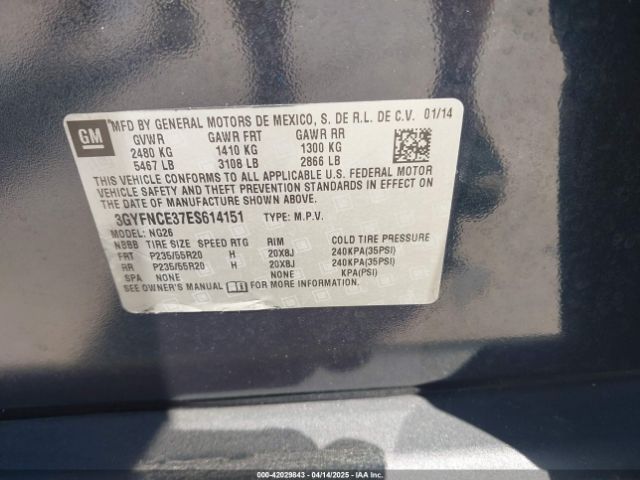 GM
MFD BY GENERAL MOTORS DE MEXICO, S. DE R.L. DE C.V. 01/14
GVWR GAWR FRT GAWR RR
2480 KG 1410 KG 1300 KG
5467 LB 3108 LB 2866 LB
THIS VEHICLE CONFORMS TO ALL APPLICABLE U.S. FEDERAL MOTOR
VEHICLE SAFETY AND THEFT PREVENTION STANDARDS IN EFFECT ON
THE DATE OF MANUFACTURE SHOWN ABOVE.
3GYFNCE37ES614151 TYPE: M.P.V.
MODEL: NG26
NBBB TIRE SIZE SPEED RTG RIM COLD TIRE PRESSURE
FRT P235/55R20 H 20X8J 240KPA(35PSI)
RR P235/55R20 H 20X8J 240KPA(35PSI)
SPA NONE NONE KPA(PSI)
SEE OWNER'S MANUAL FOR MORE INFORMATION.
000-42029843 - 04/14/2025 - IAA Inc.